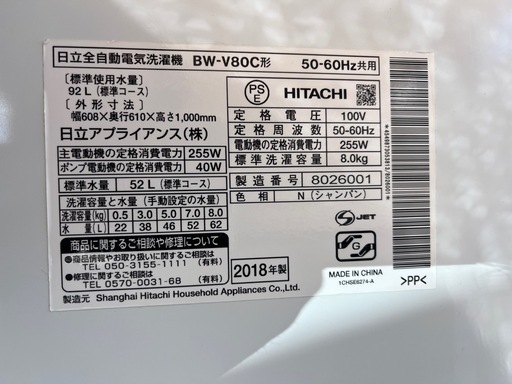 日立全自動電気洗濯機 BW-V80C形 50-60Hz共用
〔標準使用水量〕
92L（標準コース）
〔外形寸法〕
幅608×奥行610×高さ1,000mm
日立アプライアンス（株）
PS
E
HITACHI
定格電圧 100V
定格周波数 50-60Hz
電動機の定格消費電力 255W
標準洗濯容量 8.0kg
主電動機の定格消費電力 255W
ポンプ電動機の定格消費電力 40W
標準水量 52L（標準コース）
洗濯容量と水量（手動設定の水量）
洗濯容量(kg) 0.5 3.0 5.0 7.0 8.0
水量(L) 22 38 46 52 62
製造番号 8026001
色相 N（シャンパン）
商品に関するご相談や修理について
■商品やお取り扱いに関するご相談
TEL 050-3155-1111（有料）
■修理に関するご相談
TEL 0570-0031-68（有料）
2018年製
製造元 Shanghai Hitachi Household Appliances Co.,Ltd.
S JET
G
MADE IN CHINA
1CHSE6274-A
>PP<